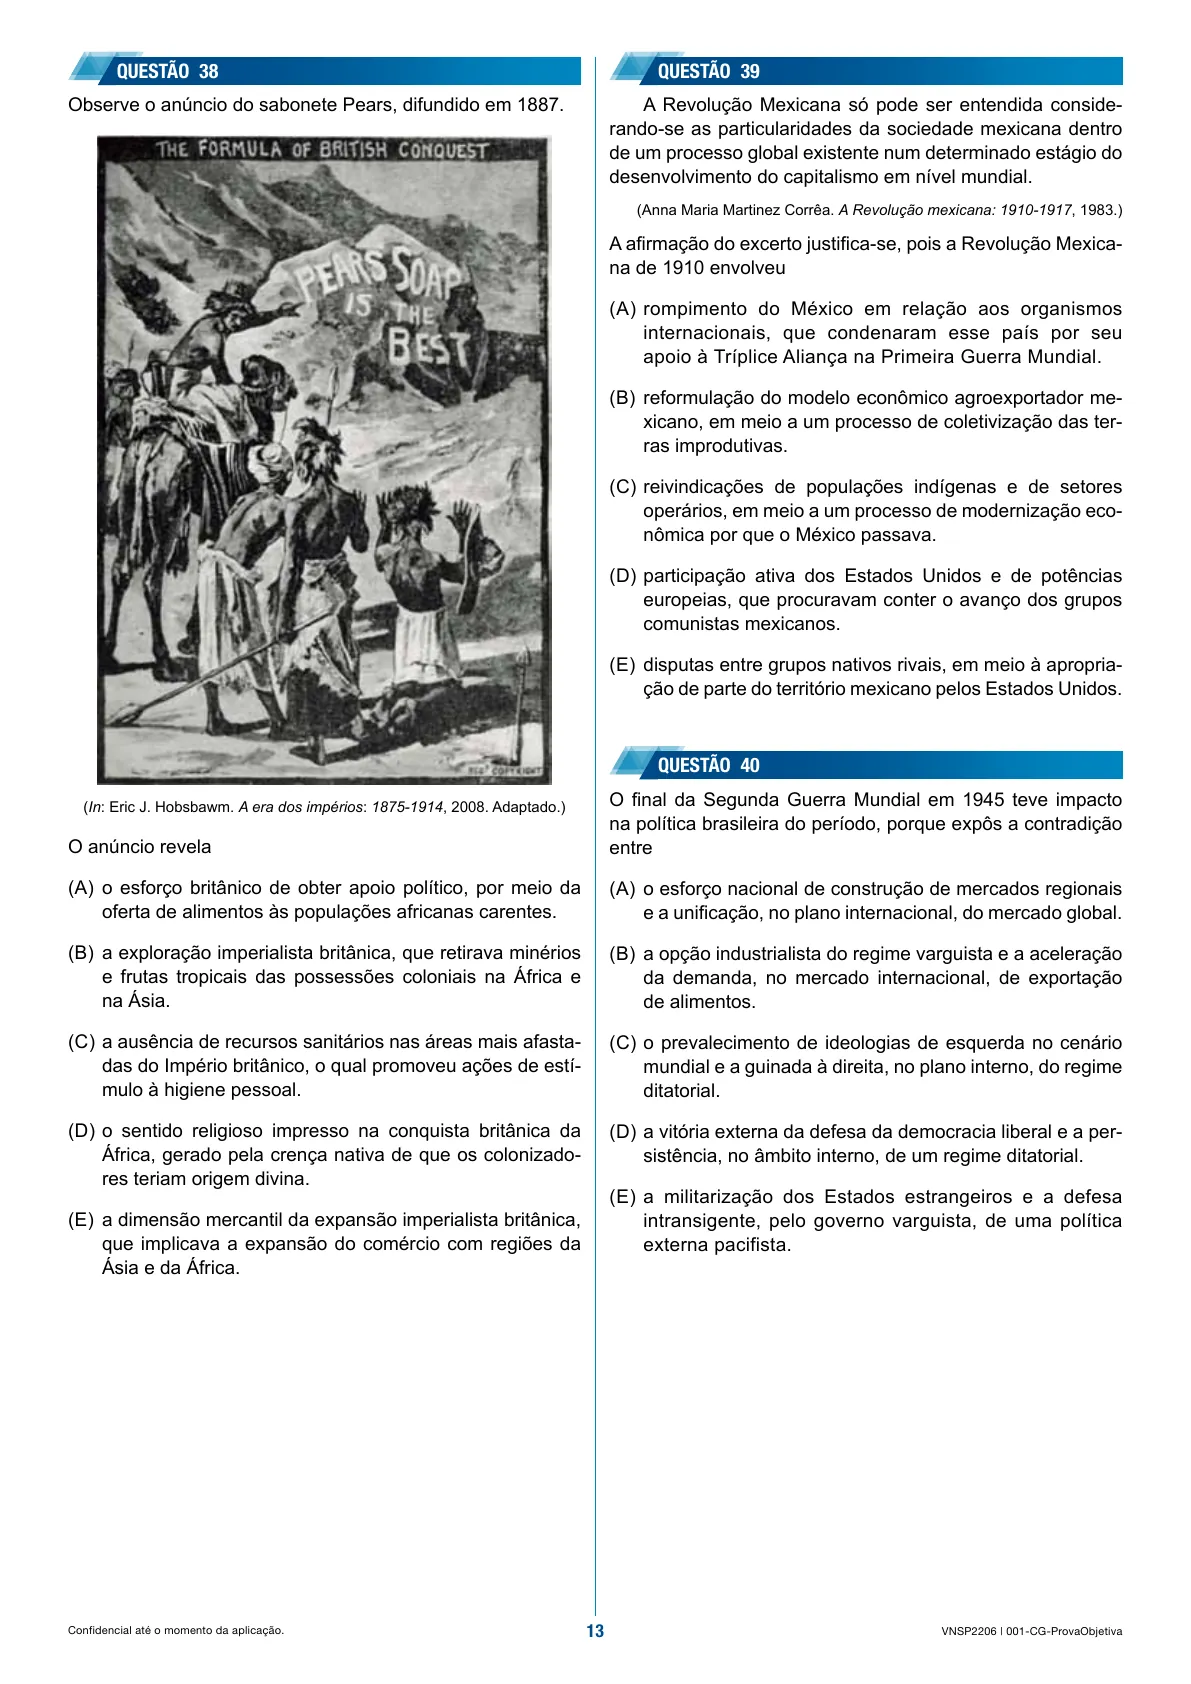 QUESTÃO 38
Observe o anúncio do sabonete Pears, difundido em 1887.
THE FORMULA OF BRITISH CONQUEST
PEARS SOAP
IS THE
BEST
REGD COPYRIGHT
(In: Eric J. Hobsbawm. A era dos impérios: 1875-1914, 2008. Adaptado.)
O anúncio revela
(A) o esforço britânico de obter apoio político, por meio da
oferta de alimentos às populações africanas carentes.
(B) a exploração imperialista britânica, que retirava minérios
e frutas tropicais das possessões coloniais na África e
na Ásia.
(C) a ausência de recursos sanitários nas áreas mais afasta-
das do Império britânico, o qual promoveu ações de estí-
mulo à higiene pessoal.
(D) o sentido religioso impresso na conquista britânica da
África, gerado pela crença nativa de que os colonizado-
res teriam origem divina.
(E) a dimensão mercantil da expansão imperialista britânica,
que implicava a expansão do comércio com regiões da
Ásia e da África.
QUESTÃO 39
A Revolução Mexicana só pode ser entendida conside-
rando-se as particularidades da sociedade mexicana dentro
de um processo global existente num determinado estágio do
desenvolvimento do capitalismo em nível mundial.
(Anna Maria Martinez Corrêa. A Revolução mexicana: 1910-1917, 1983.)
A afirmação do excerto justifica-se, pois a Revolução Mexica-
na de 1910 envolveu
(A) rompimento do México em relação aos organismos
internacionais, que condenaram esse país por seu
apoio à Tríplice Aliança na Primeira Guerra Mundial.
(B) reformulação do modelo econômico agroexportador me-
xicano, em meio a um processo de coletivização das ter-
ras improdutivas.
(C) reivindicações de populações indígenas e de setores
operários, em meio a um processo de modernização eco-
nômica por que o México passava.
(D) participação ativa dos Estados Unidos e de potências
europeias, que procuravam conter o avanço dos grupos
comunistas mexicanos.
(E) disputas entre grupos nativos rivais, em meio à apropria-
ção de parte do território mexicano pelos Estados Unidos.
QUESTÃO 40
O final da Segunda Guerra Mundial em 1945 teve impacto
na política brasileira do período, porque expôs a contradição
entre
(A) o esforço nacional de construção de mercados regionais
e a unificação, no plano internacional, do mercado global.
(B) a opção industrialista do regime varguista e a aceleração
da demanda, no mercado internacional, de exportação
de alimentos.
(C) o prevalecimento de ideologias de esquerda no cenário
mundial e a guinada à direita, no plano interno, do regime
ditatorial.
(D) a vitória externa da defesa da democracia liberal e a per-
sistência, no âmbito interno, de um regime ditatorial.
(E) a militarização dos Estados estrangeiros e a defesa
intransigente, pelo governo varguista, de uma política
externa pacifista.
Confidencial até o momento da aplicação.
13
VNSP2206 | 001-CG-ProvaObjetiva